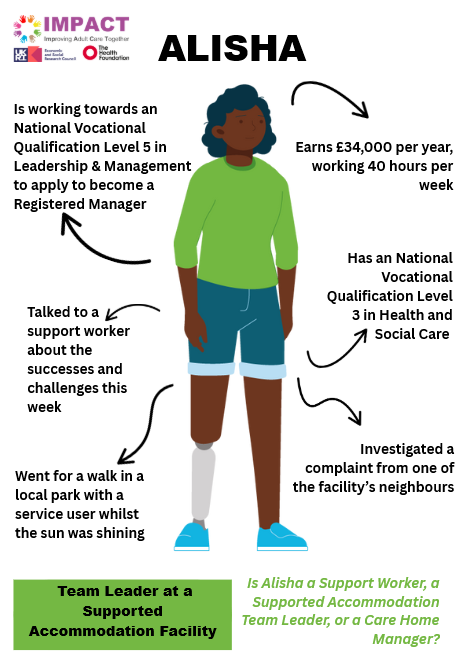 IMPACT
Improving Adult Care Together
UKRI
Economic
and Social
Research Council
The
Health
Foundation
ALISHA
Is working towards an
National Vocational
Qualification Level 5 in
Leadership & Management
to apply to become a
Registered Manager
Earns £34,000 per year,
working 40 hours per
week
Has an National
Vocational
Qualification Level
3 in Health and
Social Care
Talked to a
support worker
about the
successes and
challenges this
week
Investigated a
complaint from one of
the facility's neighbours
Went for a walk in a
local park with a
service user whilst
the sun was shining
Team Leader at a
Supported
Accommodation Facility
Is Alisha a Support Worker, a
Supported Accommodation
Team Leader, or a Care Home
Manager?